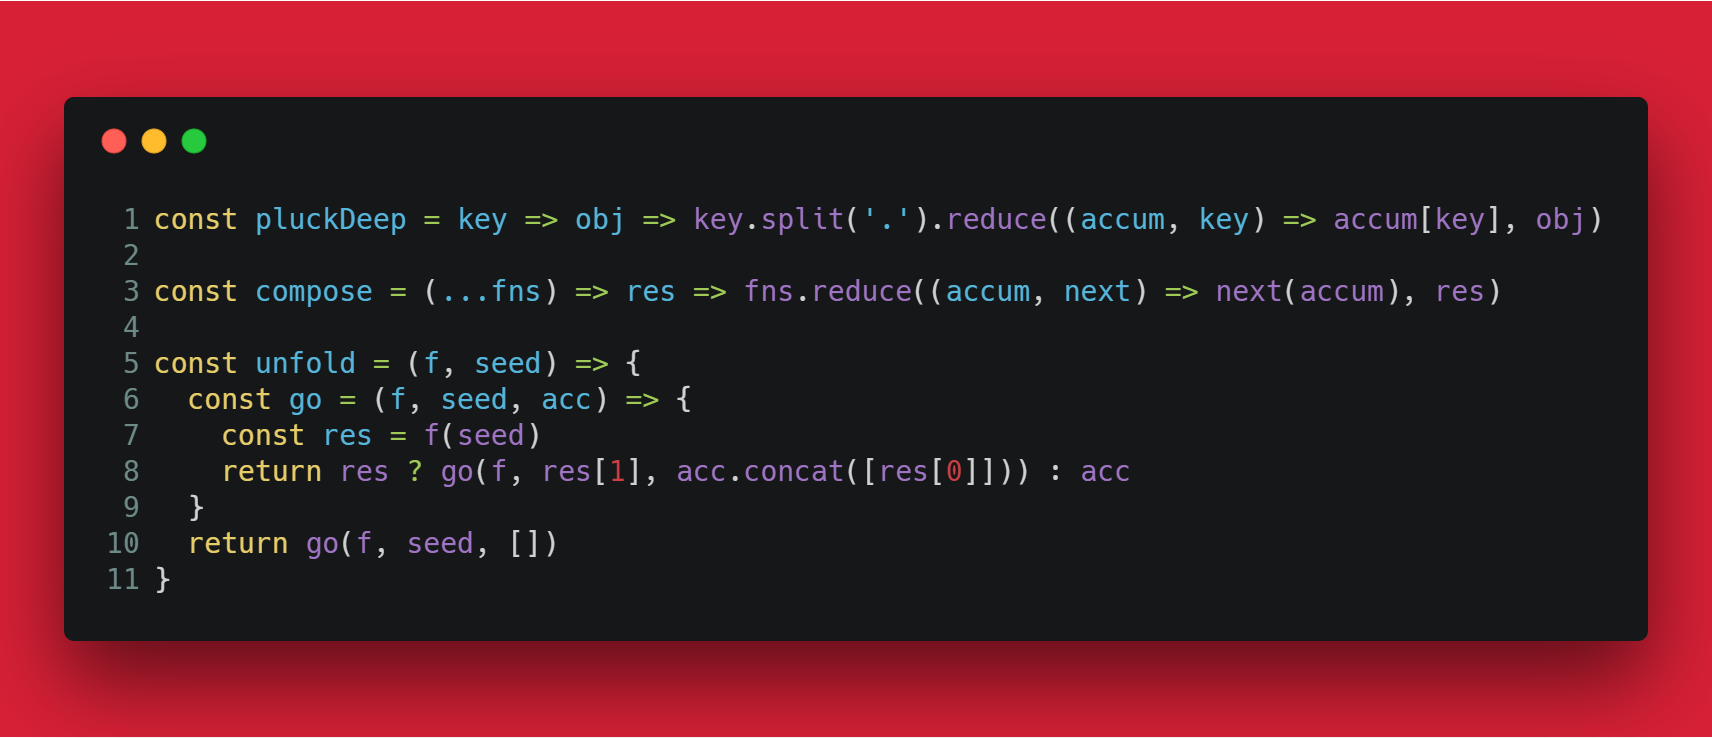 1 const pluckDeep = key => obj => key.split('.').reduce((accum, key) => accum[key], obj)
2
3 const compose = (...fns) => res => fns.reduce((accum, next) => next(accum), res)
4
5 const unfold = (f, seed) => {
6   const go = (f, seed, acc) => {
7     const res = f(seed)
8     return res ? go(f, res[1], acc.concat([res[0]])) : acc
9   }
10   return go(f, seed, [])
11 }